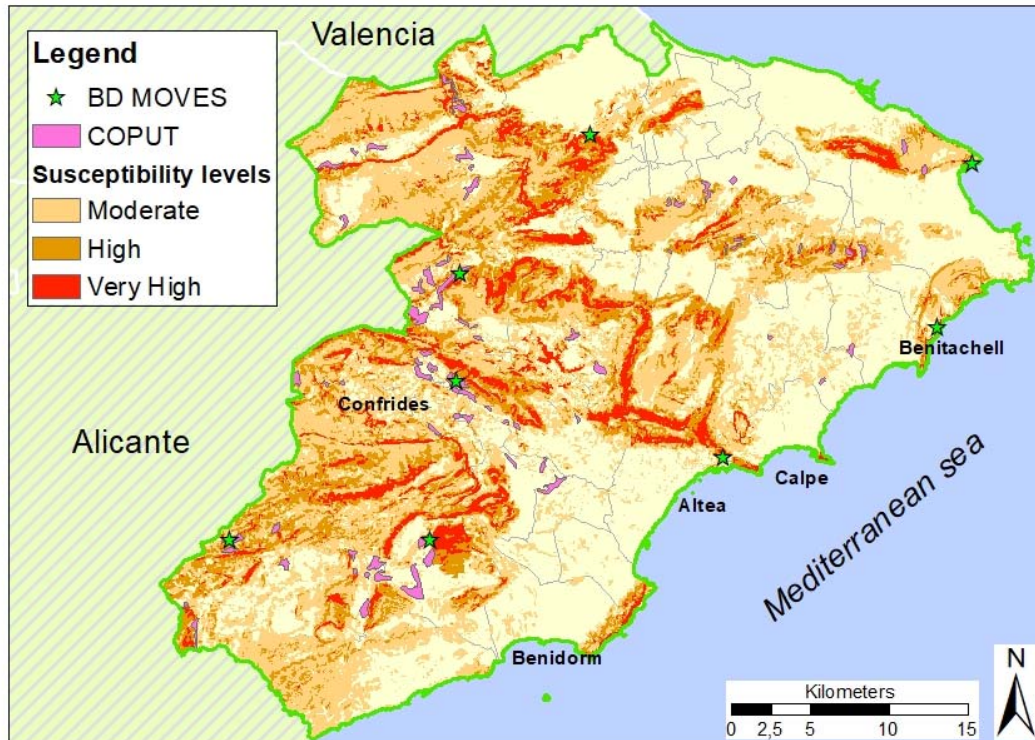 Valencia
Legend
BD MOVES
COPUT
Susceptibility levels
Moderate
High
Very High
Benitachell
Confrides
Alicante
Calpe
Altea
Mediterranean sea
Benidorm
N
Kilometers
0 2,5 5 10 15